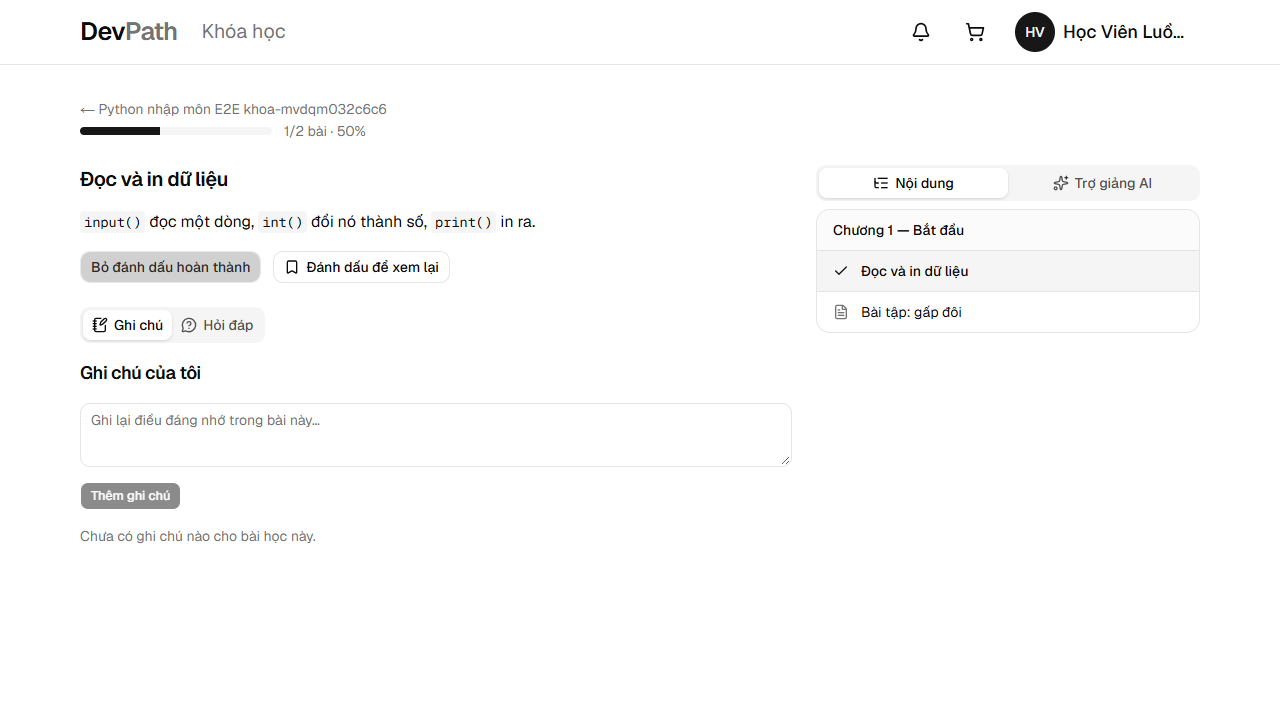 DevPath Khóa học HV Học Viên Luồ...
← Python nhập môn E2E khoa-mvdqm032c6c6
1/2 bài · 50%
Đọc và in dữ liệu
input() đọc một dòng, int() đổi nó thành số, print() in ra.
Bỏ đánh dấu hoàn thành Đánh dấu để xem lại
Ghi chú Hỏi đáp
Ghi chú của tôi
Ghi lại điều đáng nhớ trong bài này...
Thêm ghi chú
Chưa có ghi chú nào cho bài học này.
Nội dung Trợ giảng AI
Chương 1 — Bắt đầu
Đọc và in dữ liệu
Bài tập: gấp đôi